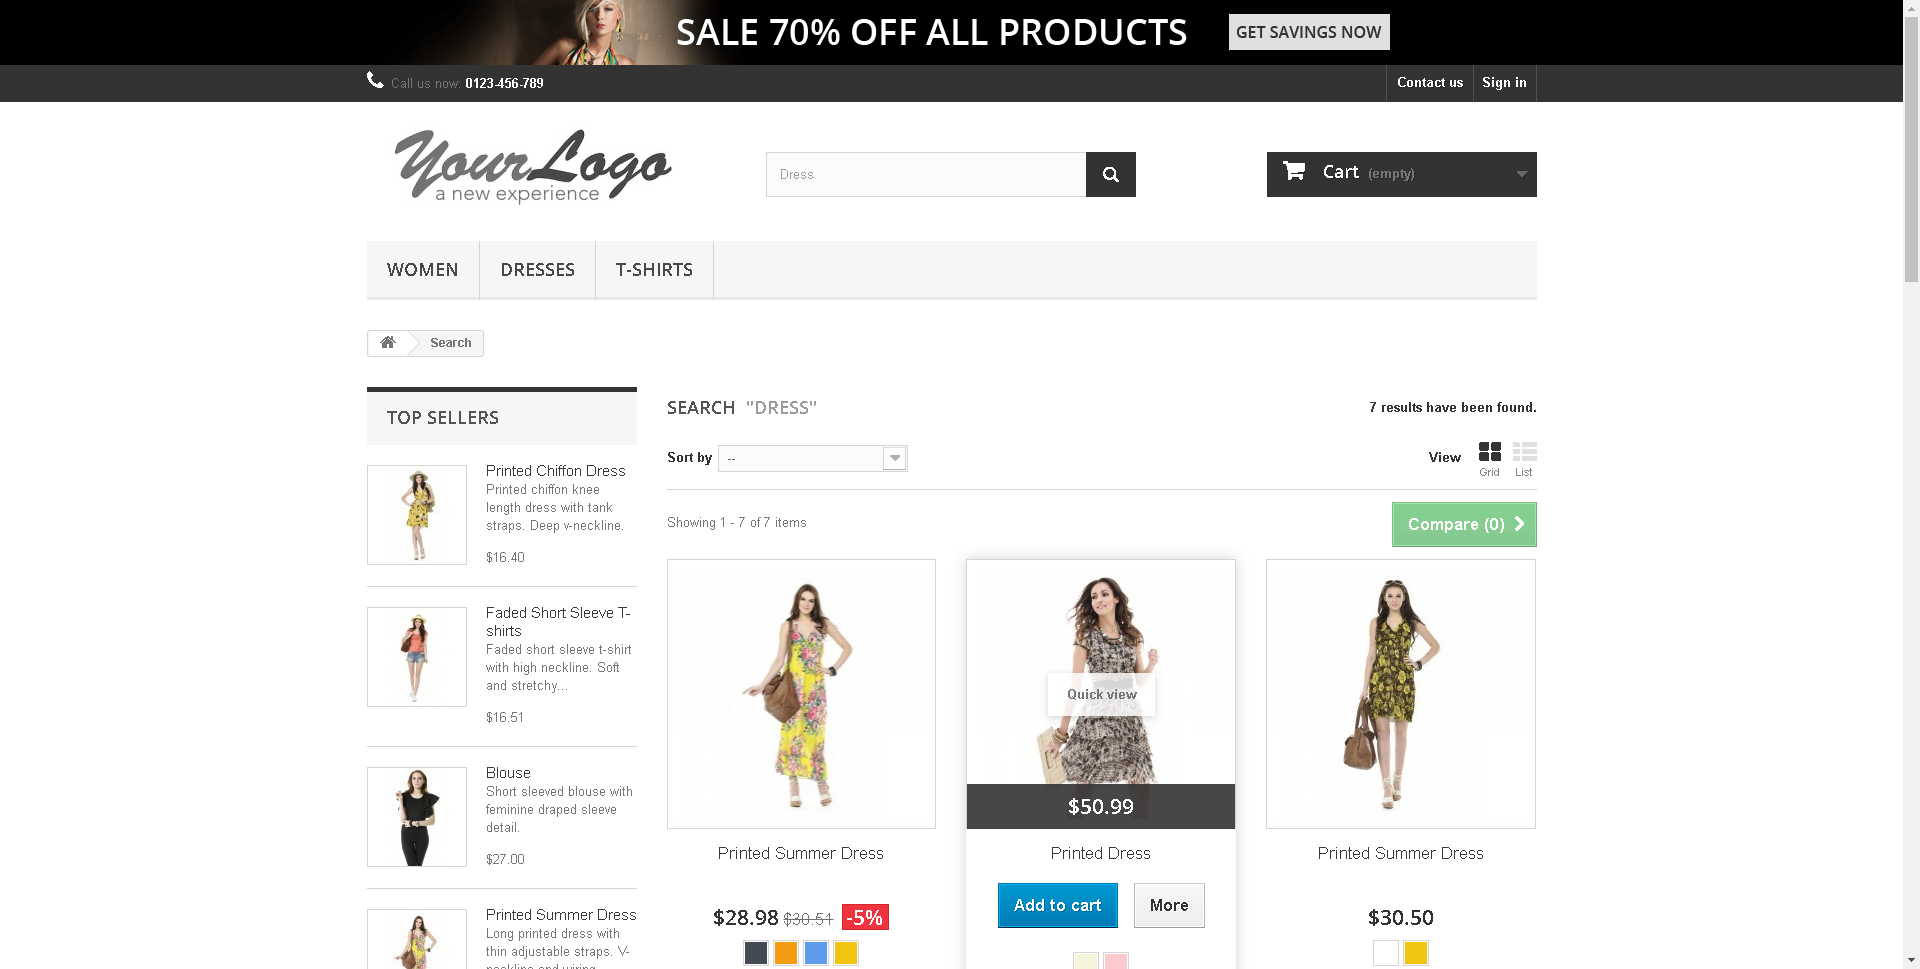 SALE 70% OFF ALL PRODUCTS GET SAVINGS NOW
Call us now: 0123-456-789
Contact us
Sign in
YourLogo
a new experience
Dress
Cart (empty)
WOMEN
DRESSES
T-SHIRTS
Search
TOP SELLERS
Printed Chiffon Dress
Printed chiffon knee
length dress with tank
straps. Deep v-neckline.
$16.40
Faded Short Sleeve T-
shirts
Faded short sleeve t-shirt
with high neckline. Soft
and stretchy...
$16.51
Blouse
Short sleeved blouse with
feminine draped sleeve
detail.
$27.00
Printed Summer Dress
Long printed dress with
thin adjustable straps. V-
neckline and wiring
SEARCH "DRESS"
7 results have been found.
Sort by --
View
Grid
List
Showing 1 - 7 of 7 items
Compare (0)
Printed Summer Dress
$28.98 $30.51 -5%
Quick view
$50.99
Printed Dress
Add to cart
More
Printed Summer Dress
$30.50